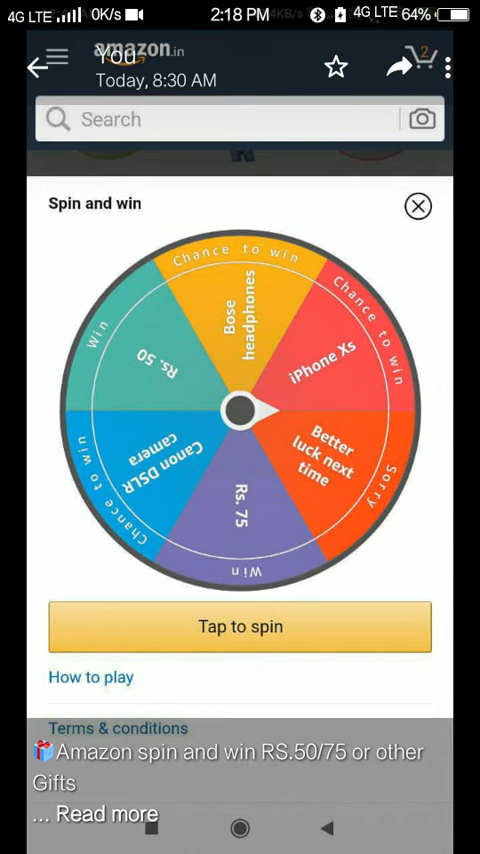 4G LTE 0K/s 2:18 PM 4G LTE 64%
amazon.in
You
2
Today, 8:30 AM
Search
Spin and win
Chance to win
Bose
headphones
Chance to win
iPhone Xs
Sorry
Better
luck next
time
Win
Rs. 75
Chance to win
Canon DSLR
camera
Win
Rs. 50
Tap to spin
How to play
Terms & conditions
🎁Amazon spin and win RS.50/75 or other
Gifts
... Read more